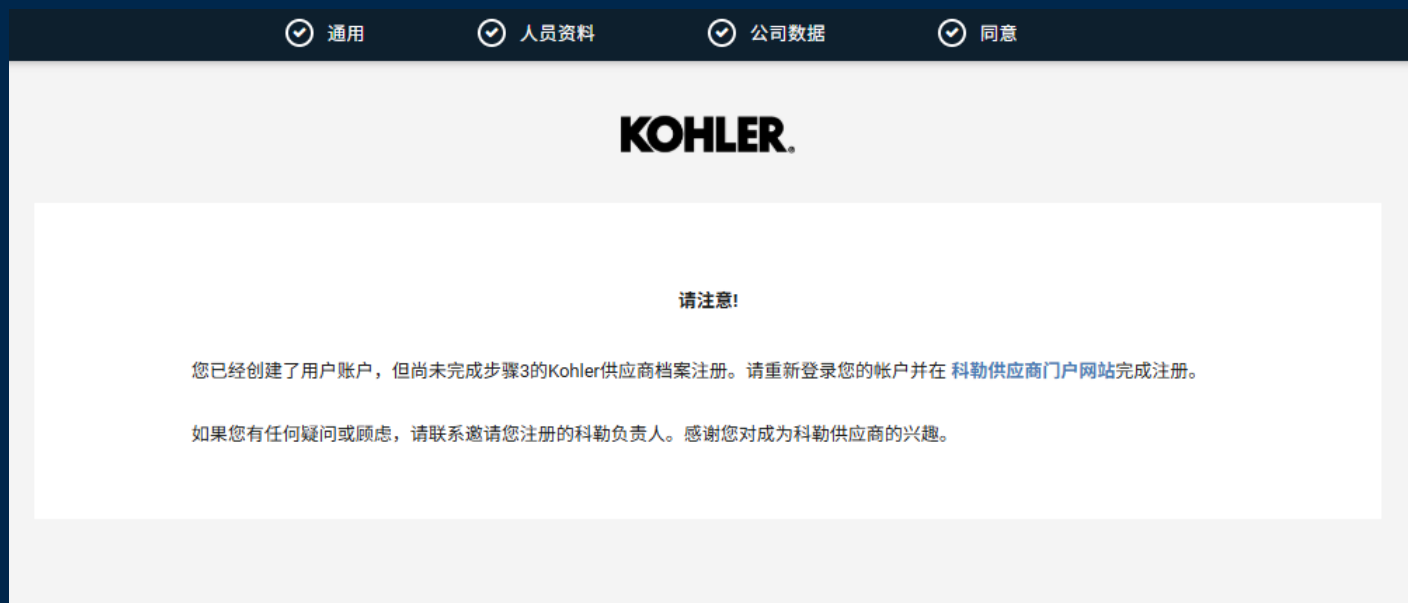 通用 人员资料 公司数据 同意
KOHLER®
请注意!
您已经创建了用户账户，但尚未完成步骤3的Kohler供应商档案注册。请重新登录您的帐户并在 科勒供应商门户网站完成注册。
如果您有任何疑问或顾虑，请联系邀请您注册的科勒负责人。感谢您对成为科勒供应商的兴趣。